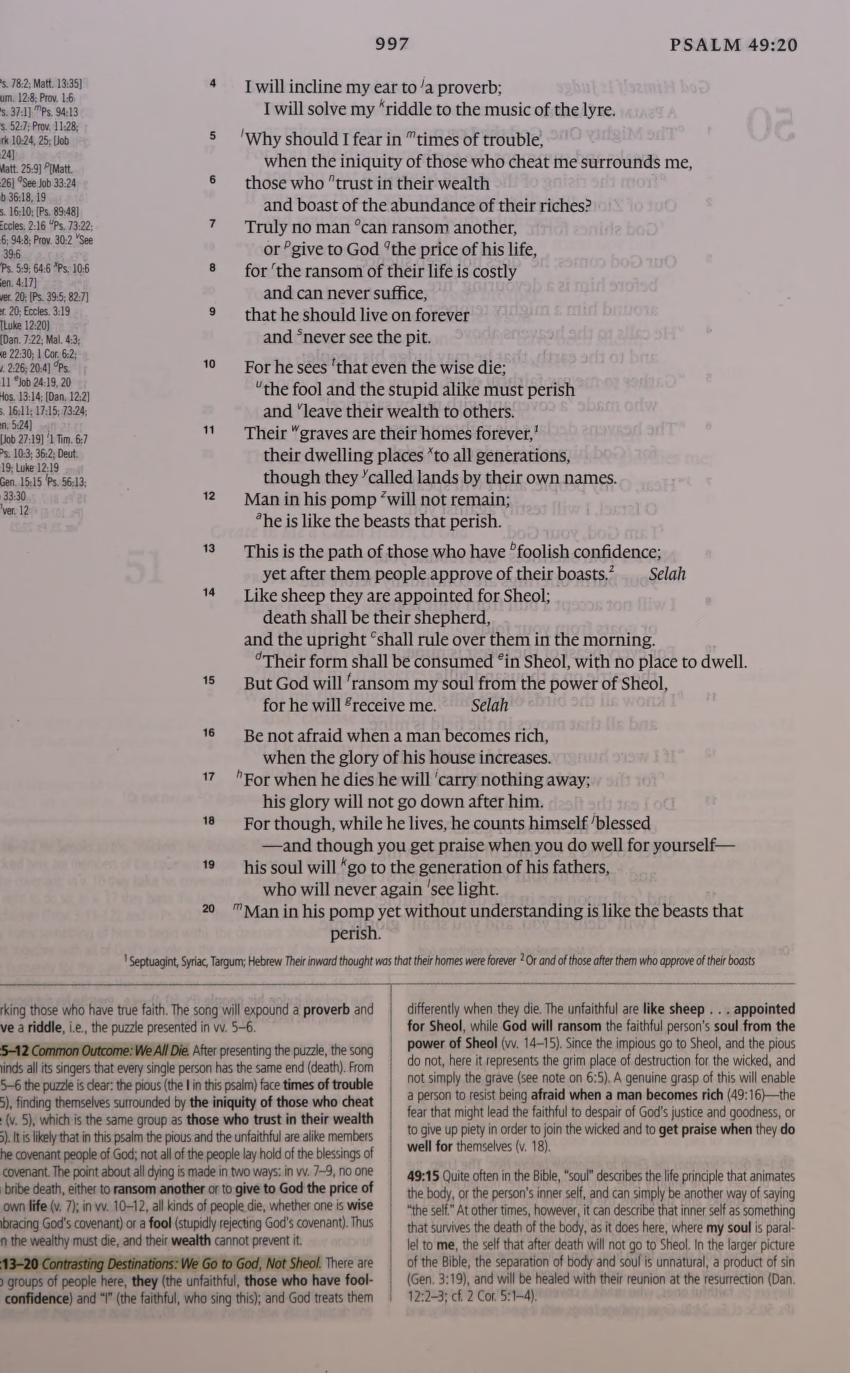 997 PSALM 49:20
s. 78:2; Matt. 13:35]
um. 12:8; Prov. 1:6
s. 37:1] ᵐPs. 94:13
s. 52:7; Prov. 11:28;
rk 10:24, 25; [Job
24]
Matt. 25:9] ᵖ[Matt.
26] ᵠSee Job 33:24
b 36:18, 19
s. 16:10; [Ps. 89:48]
Eccles. 2:16 ᵘPs. 73:22;
6; 94:8; Prov. 30:2 ᵛSee
39:6
Ps. 5:9; 64:6 ˣPs. 10:6
en. 4:17]
ver. 20; [Ps. 39:5; 82:7]
er. 20; Eccles. 3:19
[Luke 12:20]
[Dan. 7:22; Mal. 4:3;
ke 22:30; 1 Cor. 6:2;
v. 2:26; 20:4] ᵈPs.
11 ᵉJob 24:19, 20
Hos. 13:14; [Dan. 12:2]
s. 16:11; 17:15; 73:24;
n. 5:24]
[Job 27:19] ⁱ1 Tim. 6:7
Ps. 10:3; 36:2; Deut.
19; Luke 12:19
Gen. 15:15 ˡPs. 56:13;
33:30
ver. 12
4 I will incline my ear to ʲa proverb;
I will solve my ᵏriddle to the music of the lyre.
5 ˡWhy should I fear in ᵐtimes of trouble,
when the iniquity of those who cheat me surrounds me,
6 those who ⁿtrust in their wealth
and boast of the abundance of their riches?
7 Truly no man ᵒcan ransom another,
or ᵖgive to God ᵠthe price of his life,
8 for ʳthe ransom of their life is costly
and can never suffice,
9 that he should live on forever
and ˢnever see the pit.
10 For he sees ᵗthat even the wise die;
ᵘthe fool and the stupid alike must perish
and ᵛleave their wealth to others.
11 Their ʷgraves are their homes forever,¹
their dwelling places ˣto all generations,
though they ʸcalled lands by their own names.
12 Man in his pomp ᶻwill not remain;
ᵃhe is like the beasts that perish.
13 This is the path of those who have ᵇfoolish confidence;
yet after them people approve of their boasts.² Selah
14 Like sheep they are appointed for Sheol;
death shall be their shepherd,
and the upright ᶜshall rule over them in the morning.
ᵈTheir form shall be consumed ᵉin Sheol, with no place to dwell.
15 But God will ᶠransom my soul from the power of Sheol,
for he will ᵍreceive me. Selah
16 Be not afraid when a man becomes rich,
when the glory of his house increases.
17 ʰFor when he dies he will ⁱcarry nothing away;
his glory will not go down after him.
18 For though, while he lives, he counts himself ʲblessed
—and though you get praise when you do well for yourself—
19 his soul will ᵏgo to the generation of his fathers,
who will never again ˡsee light.
20 ᵐMan in his pomp yet without understanding is like the beasts that
perish.
¹ Septuagint, Syriac, Targum; Hebrew Their inward thought was that their homes were forever ² Or and of those after them who approve of their boasts
rking those who have true faith. The song will expound a proverb and
ve a riddle, i.e., the puzzle presented in vv. 5–6.
:5–12 Common Outcome: We All Die. After presenting the puzzle, the song
inds all its singers that every single person has the same end (death). From
5–6 the puzzle is clear: the pious (the I in this psalm) face times of trouble
5), finding themselves surrounded by the iniquity of those who cheat
(v. 5), which is the same group as those who trust in their wealth
6). It is likely that in this psalm the pious and the unfaithful are alike members
he covenant people of God; not all of the people lay hold of the blessings of
covenant. The point about all dying is made in two ways: in vv. 7–9, no one
bribe death, either to ransom another or to give to God the price of
own life (v. 7); in vv. 10–12, all kinds of people die, whether one is wise
bracing God's covenant) or a fool (stupidly rejecting God's covenant). Thus
n the wealthy must die, and their wealth cannot prevent it.
:13–20 Contrasting Destinations: We Go to God, Not Sheol. There are
groups of people here, they (the unfaithful, those who have fool-
confidence) and "I" (the faithful, who sing this); and God treats them
differently when they die. The unfaithful are like sheep . . . appointed
for Sheol, while God will ransom the faithful person's soul from the
power of Sheol (vv. 14–15). Since the impious go to Sheol, and the pious
do not, here it represents the grim place of destruction for the wicked, and
not simply the grave (see note on 6:5). A genuine grasp of this will enable
a person to resist being afraid when a man becomes rich (49:16)—the
fear that might lead the faithful to despair of God's justice and goodness, or
to give up piety in order to join the wicked and to get praise when they do
well for themselves (v. 18).
49:15 Quite often in the Bible, "soul" describes the life principle that animates
the body, or the person's inner self, and can simply be another way of saying
"the self." At other times, however, it can describe that inner self as something
that survives the death of the body, as it does here, where my soul is paral-
lel to me, the self that after death will not go to Sheol. In the larger picture
of the Bible, the separation of body and soul is unnatural, a product of sin
(Gen. 3:19), and will be healed with their reunion at the resurrection (Dan.
12:2–3; cf. 2 Cor. 5:1–4).